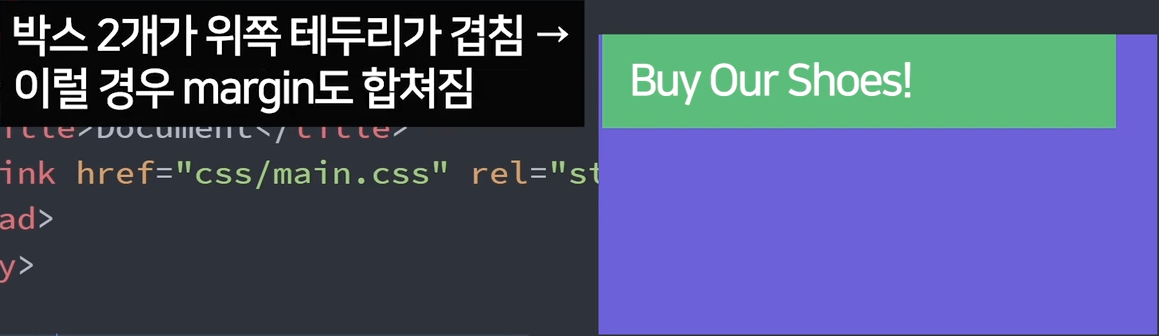 박스 2개가 위쪽 테두리가 겹침 →
이럴 경우 margin도 합쳐짐
Buy Our Shoes!
itle>Document</title>
ink href="css/main.css" rel="st
ad>
y>